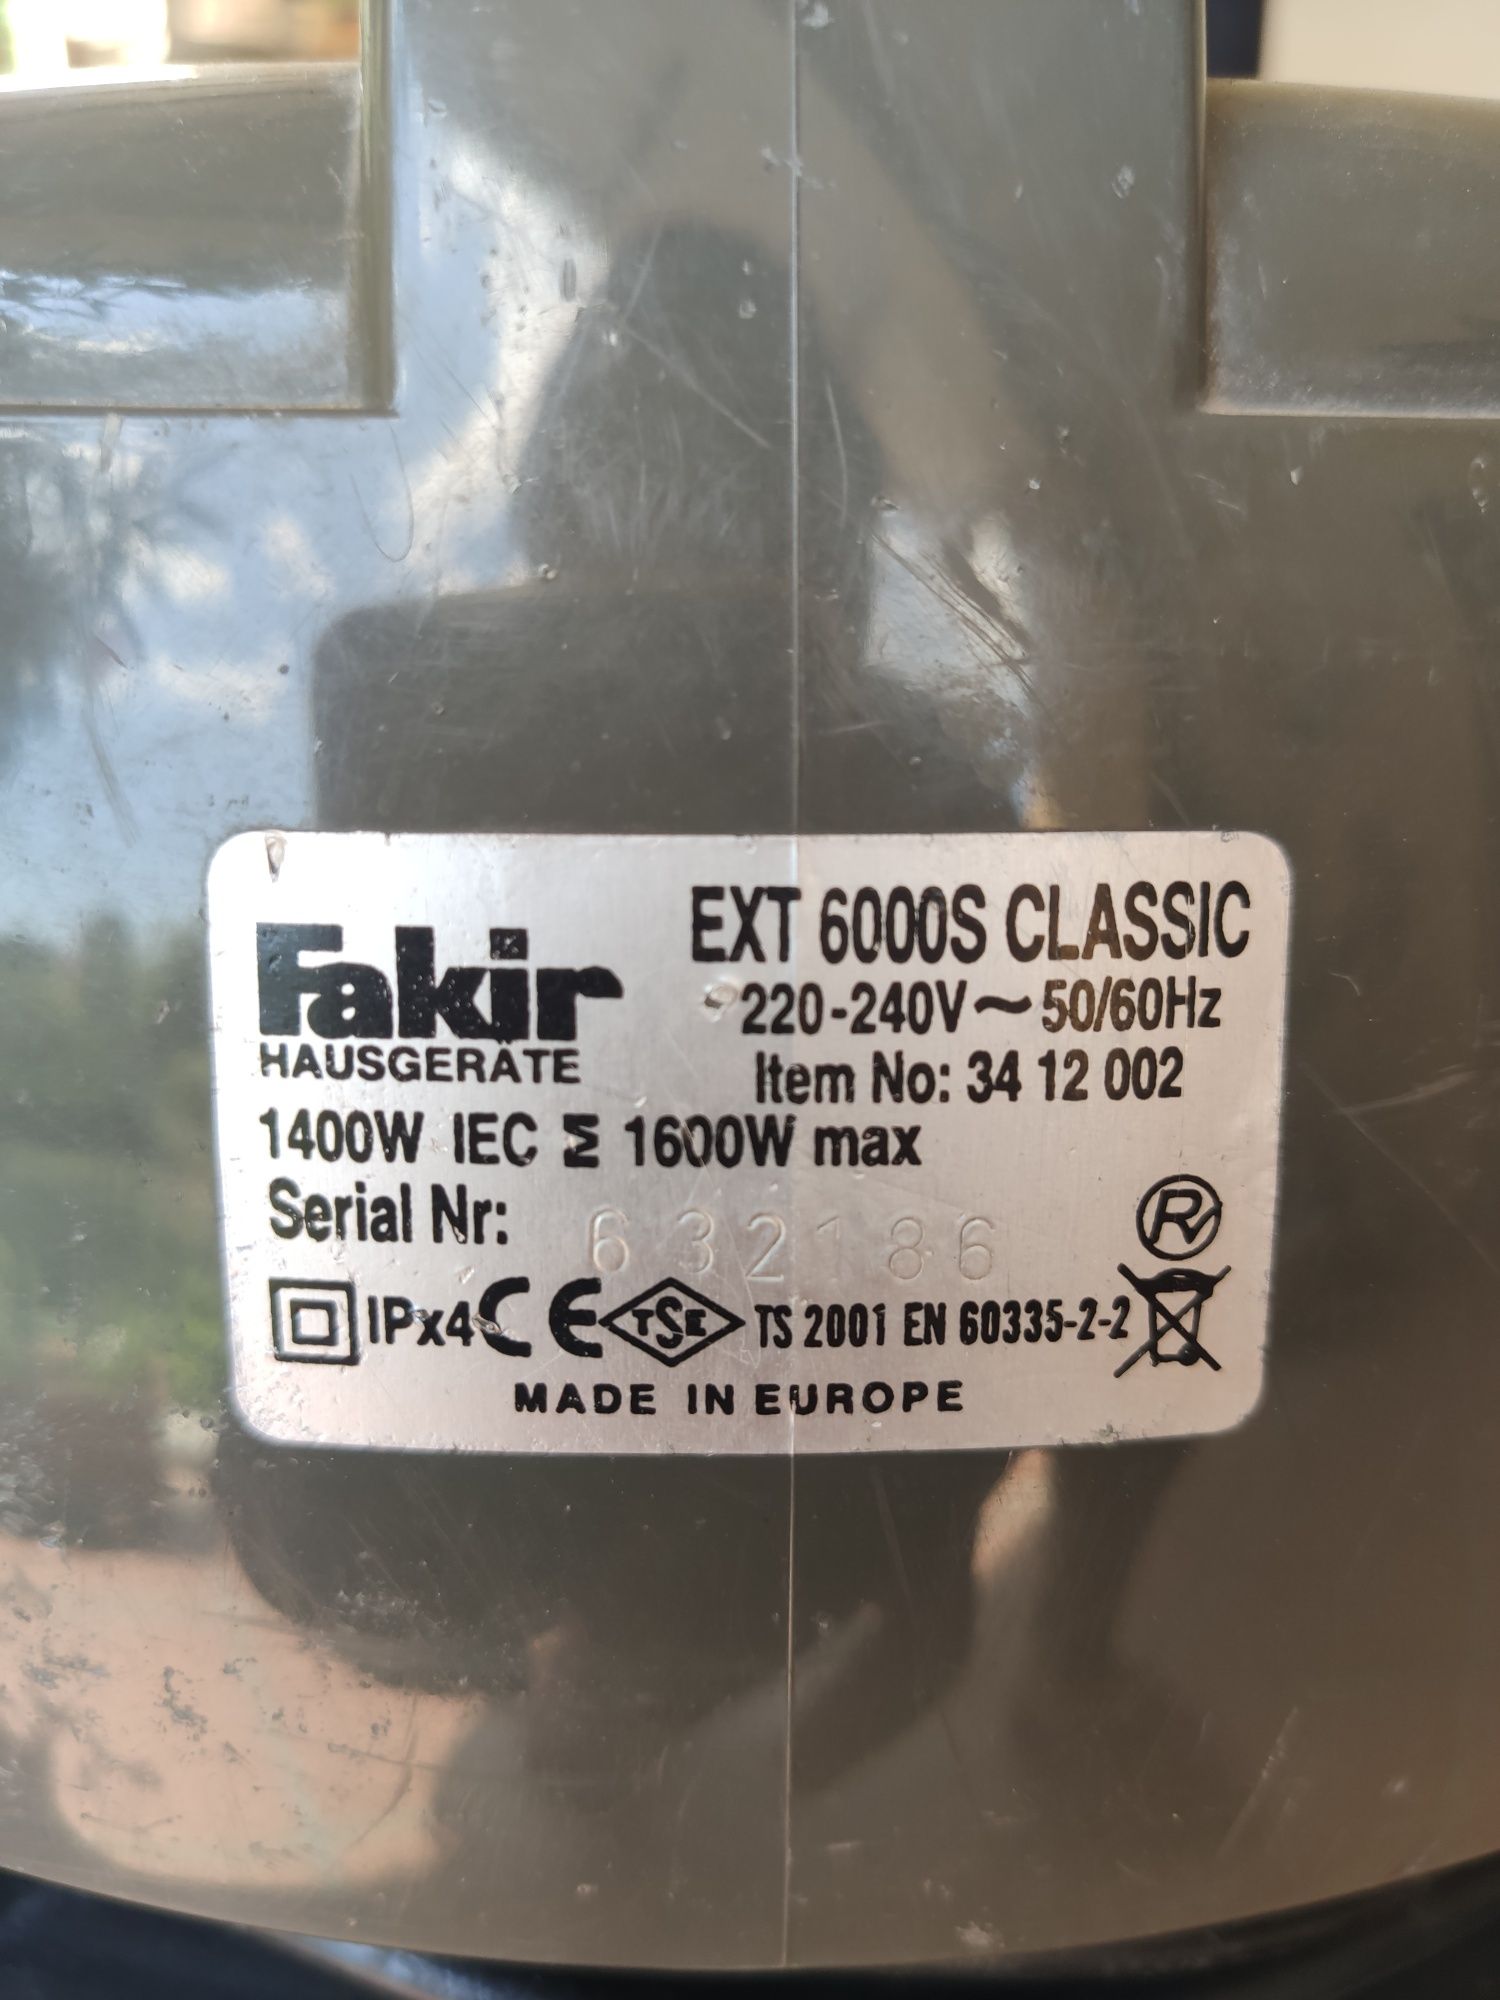 Fakir
HAUSGERÄTE
EXT 6000S CLASSIC
220-240V ~ 50/60Hz
Item No: 34 12 002
1400W IEC Σ 1600W max
Serial Nr: 632186
R
IPx4 CE TSE TS 2001 EN 60335-2-2
MADE IN EUROPE